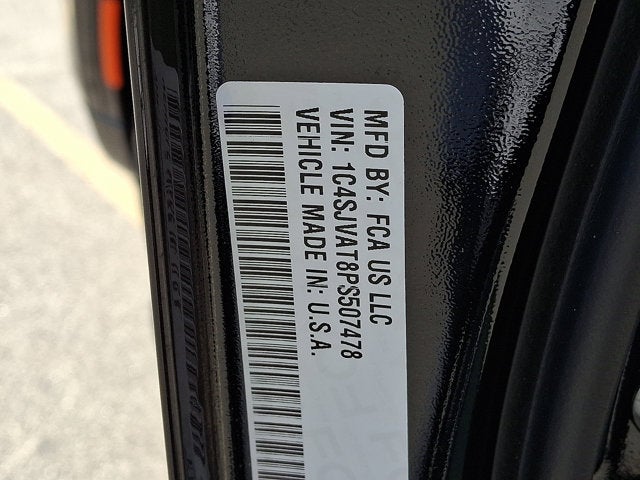 MFD BY: FCA US LLC
VIN: 1C4SJVAT8PS507478
VEHICLE MADE IN: U.S.A.